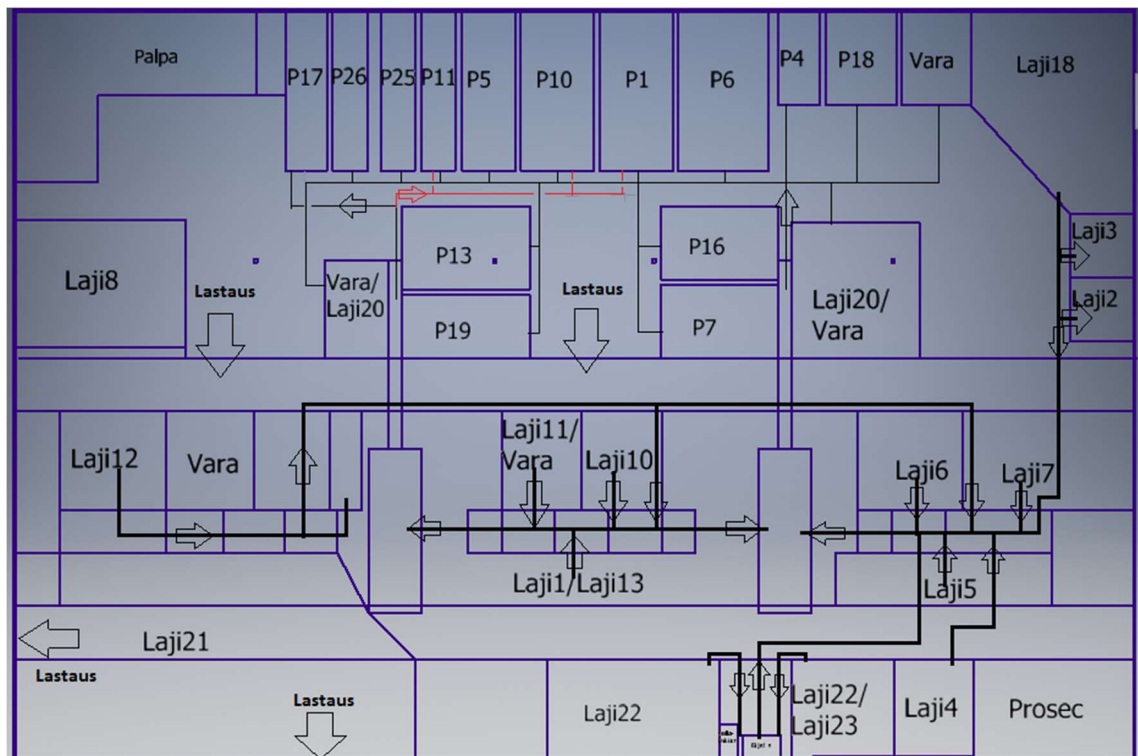 Palpa
P17
P26
P25
P11
P5
P10
P1
P6
P4
P18
Vara
Laji18
Laji8
Lastaus
Vara/
Laji20
P13
P19
Lastaus
P16
P7
Laji20/
Vara
Laji3
Laji2
Laji12
Vara
Laji11/
Vara
Laji10
Laji6
Laji7
Laji1/Laji13
Laji5
Laji21
Lastaus
Lastaus
Laji22
Laji22/
Laji23
Laji4
Prosec